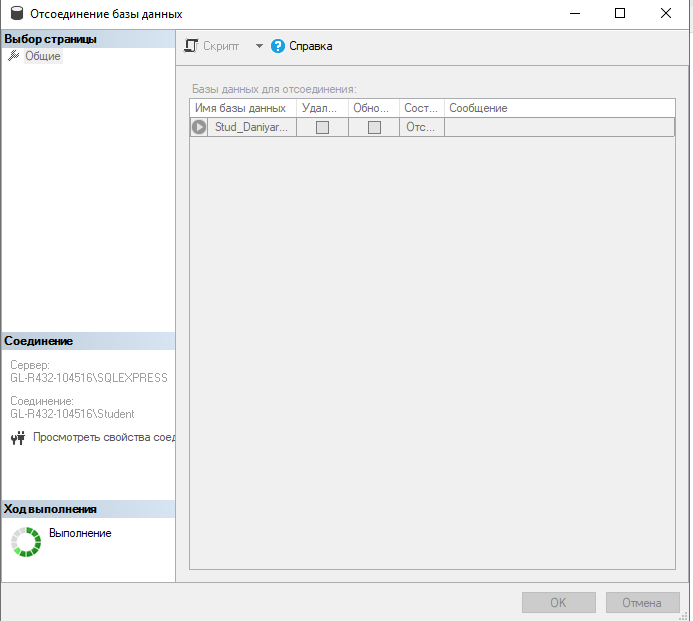 Отсоединение базы данных
Выбор страницы
Общие
Скрипт
Справка
Базы данных для отсоединения:
Имя базы данных Удал... Обно... Сост... Сообщение
Stud_Daniyar... Отс...
Соединение
Сервер:
GL-R432-104516\SQLEXPRESS
Соединение:
GL-R432-104516\Student
Просмотреть свойства соед
Ход выполнения
Выполнение
OK Отмена